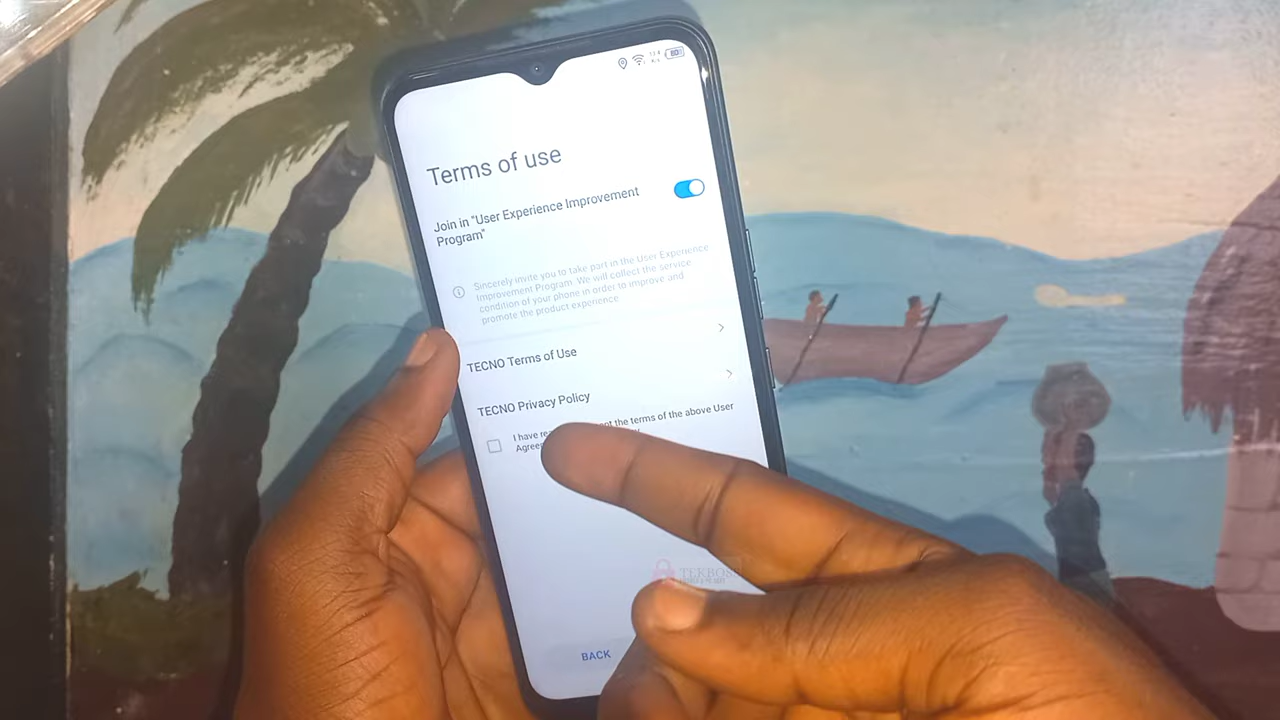 80
Terms of use
Join in "User Experience Improvement
Program"
Sincerely invite you to take part in the User Experience
Improvement Program. We will collect the service
condition of your phone in order to improve and
promote the product experience
TECNO Terms of Use
TECNO Privacy Policy
I have the terms of the above User
TEKBOSS
BACK